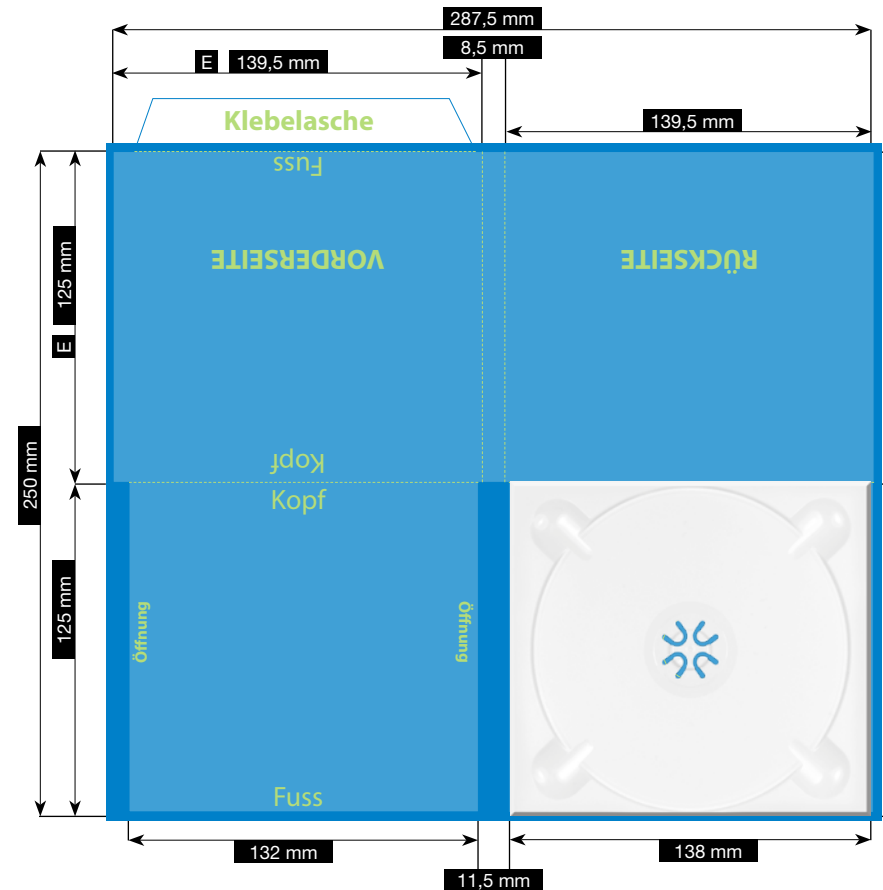 287,5 mm
8,5 mm
E 139,5 mm
139,5 mm
Klebelasche
Fuss
VORDERSEITE
RÜCKSEITE
125 mm
E
Kopf
250 mm
Kopf
125 mm
Öffnung
Öffnung
Fuss
132 mm
138 mm
11,5 mm